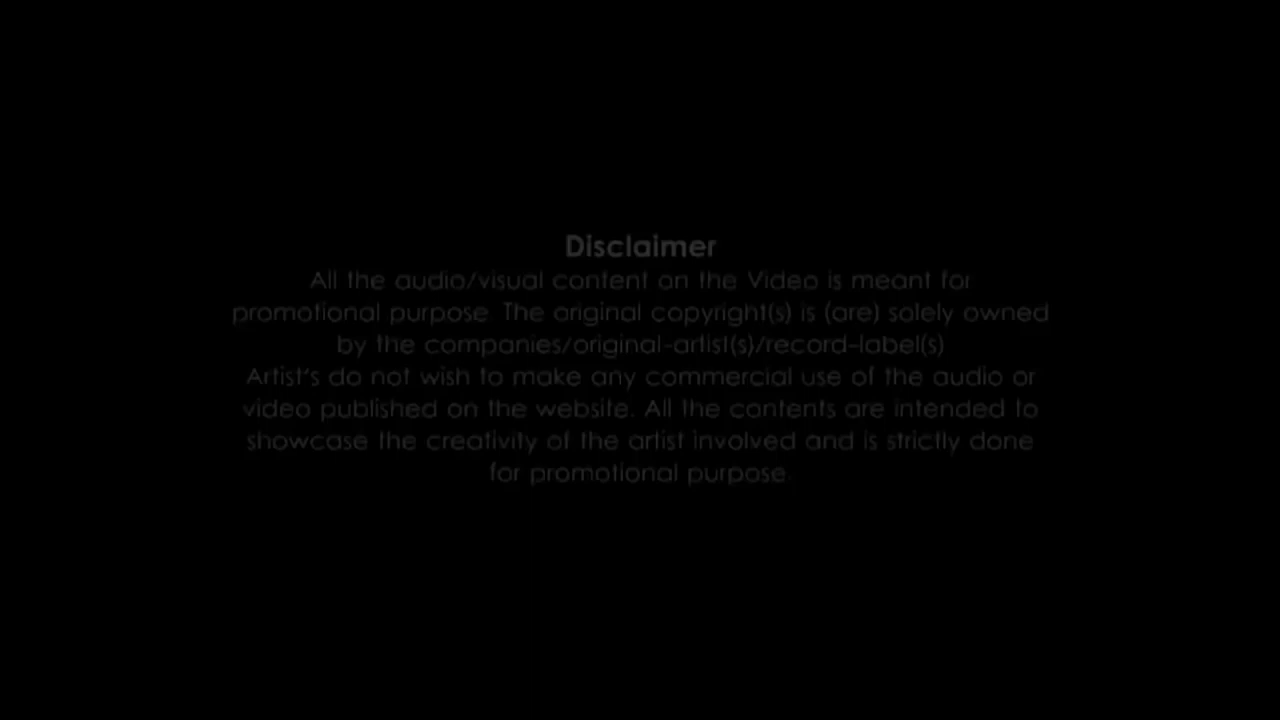 Disclaimer
All the audio/visual content on the Video is meant for
promotional purpose. The original copyright(s) is (are) solely owned
by the companies/original-artist(s)/record-label(s)
Artist's do not wish to make any commercial use of the audio or
video published on the website. All the contents are intended to
showcase the creativity of the artist involved and is strictly done
for promotional purpose.